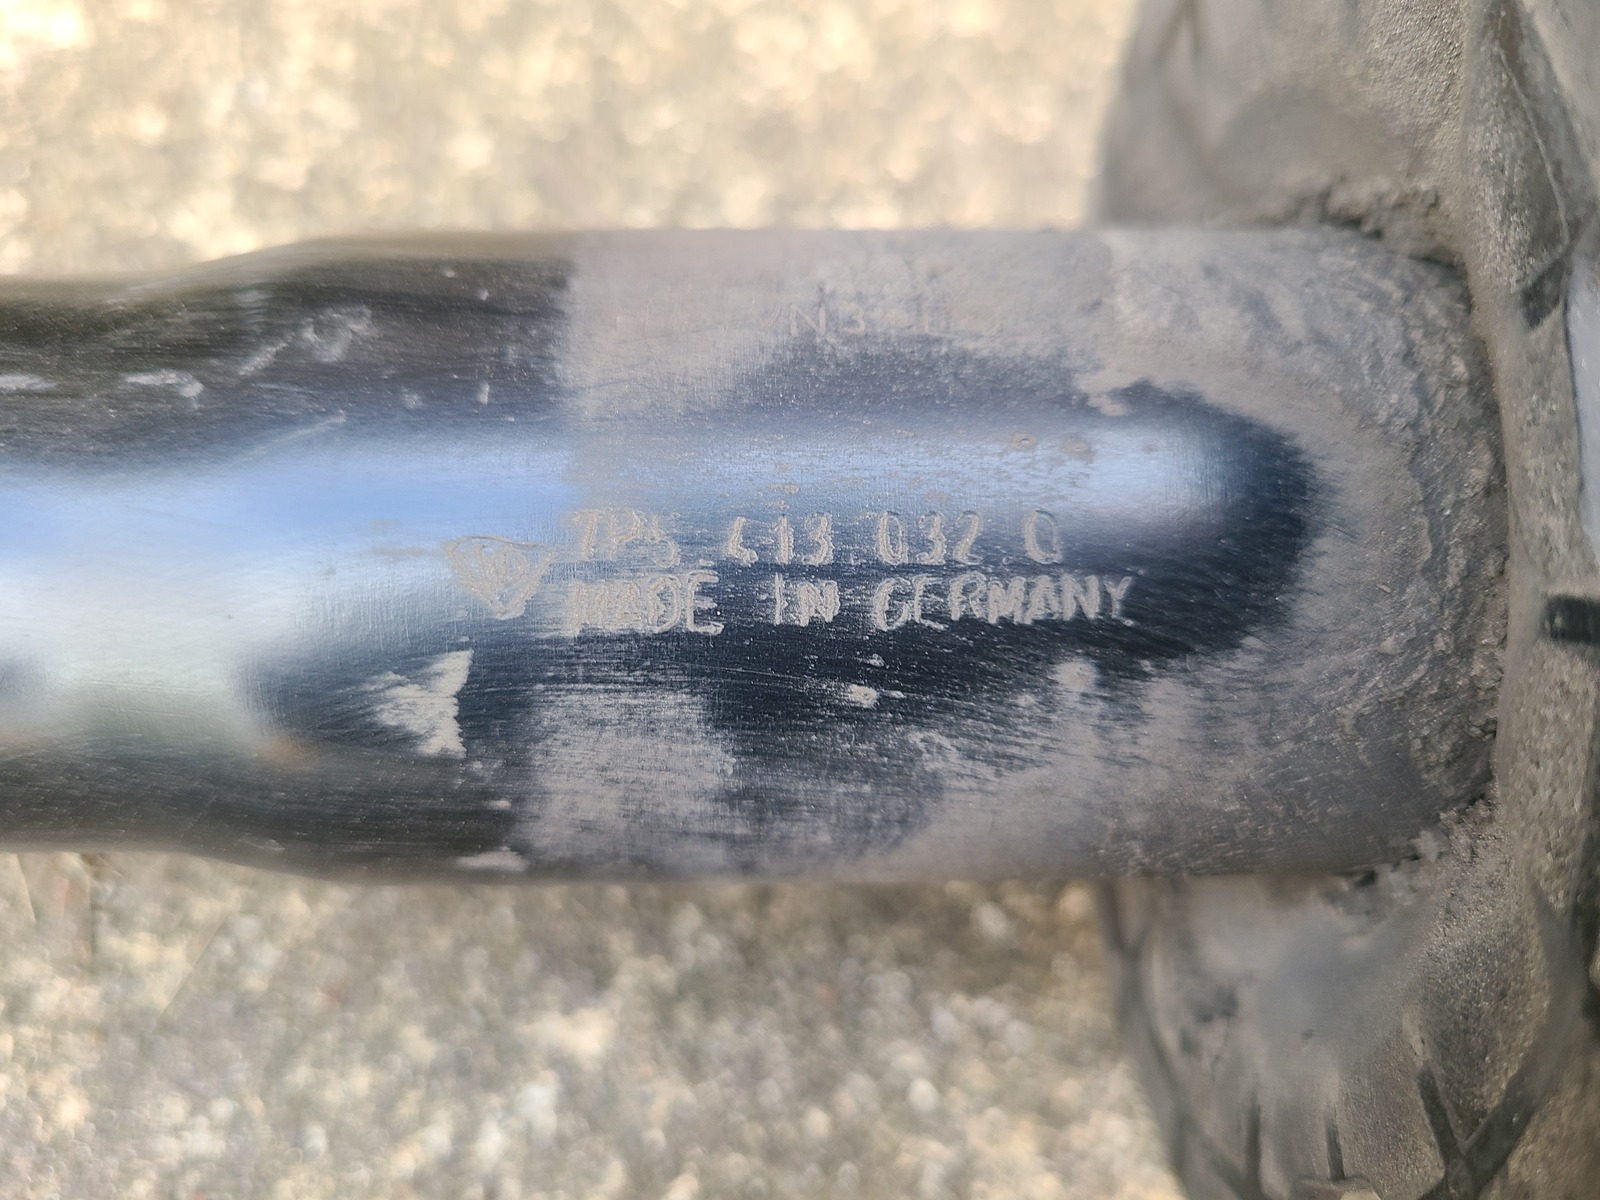 7P5 413 032 Q
MADE IN GERMANY